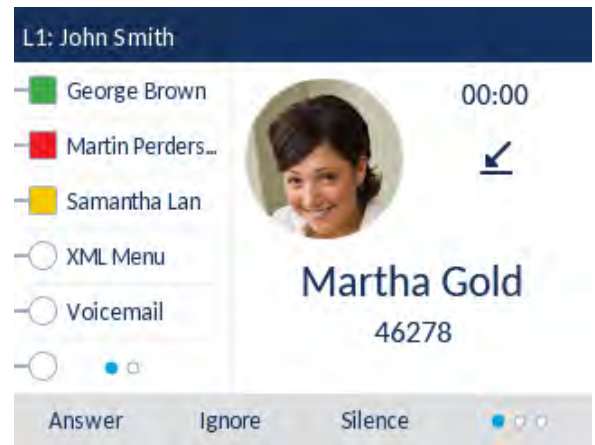 L1: John Smith
George Brown
Martin Perders...
Samantha Lan
XML Menu
Voicemail
00:00
Martha Gold
46278
Answer Ignore Silence